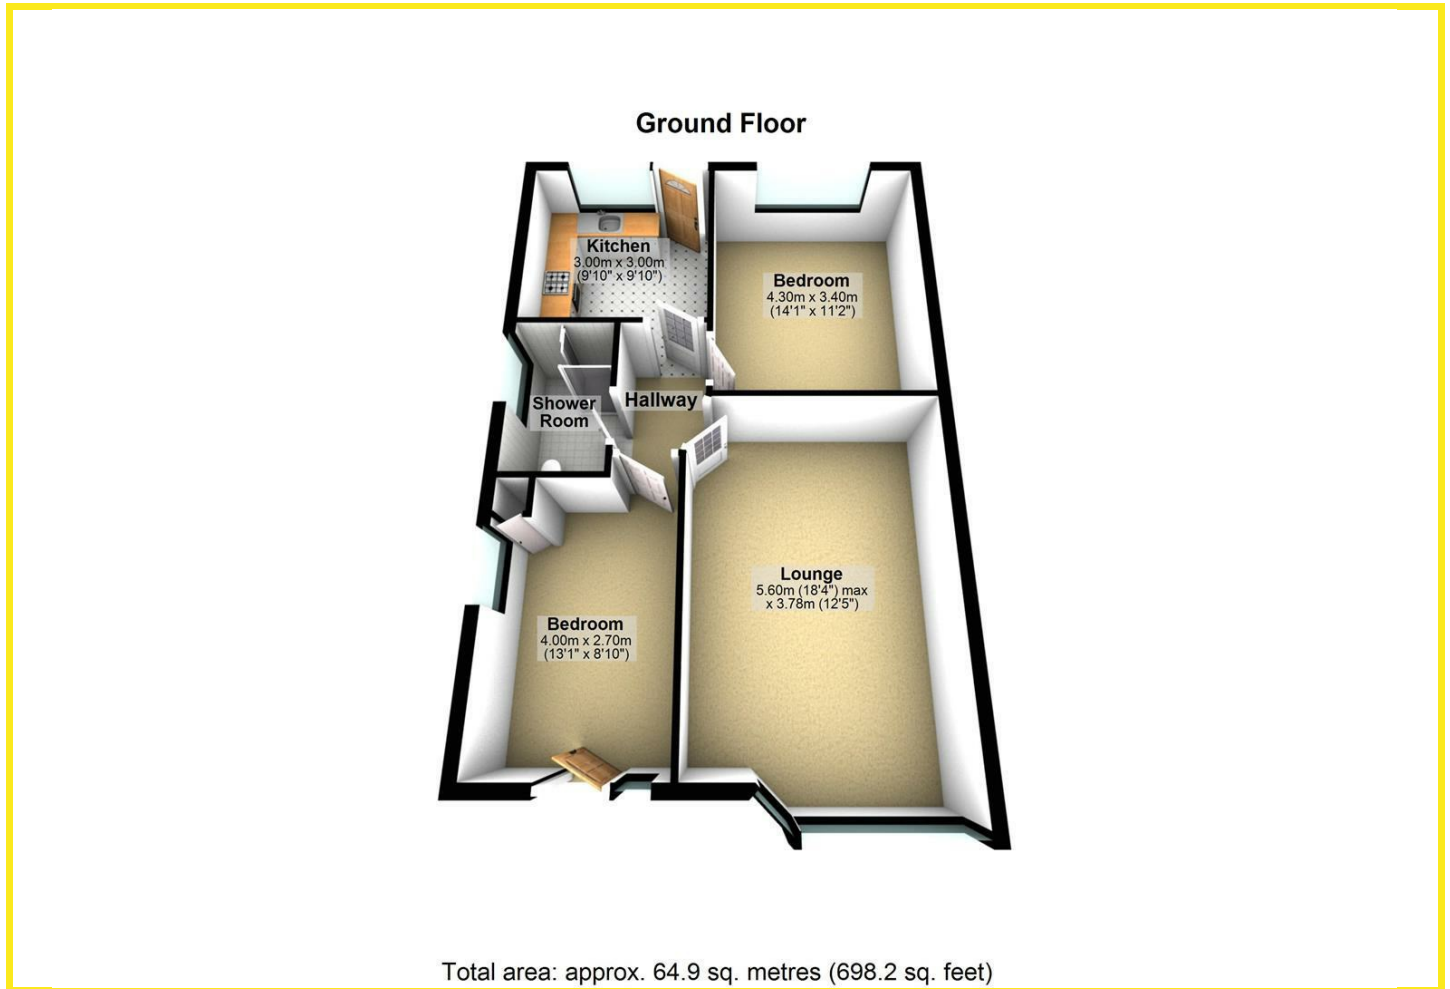 Ground Floor
Kitchen
3.00m x 3.00m
(9'10" x 9'10")
Bedroom
4.30m x 3.40m
(14'1" x 11'2")
Shower
Room
Hallway
Lounge
5.60m (18'4") max
x 3.78m (12'5")
Bedroom
4.00m x 2.70m
(13'1" x 8'10")
Total area: approx. 64.9 sq. metres (698.2 sq. feet)